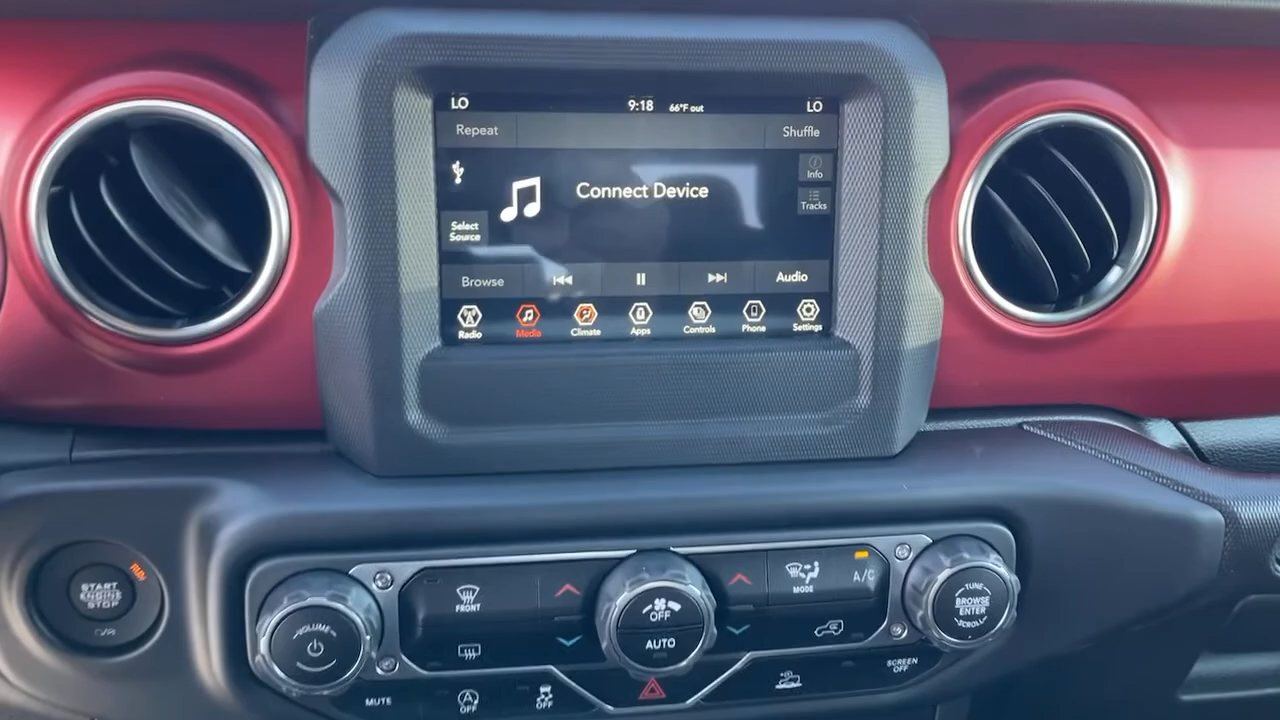 LO 9:18 66°F out LO
Repeat Shuffle
Info
Connect Device
Tracks
Select
Source
Browse Audio
Radio Media Climate Apps Controls Phone Settings
RUN
START
ENGINE
STOP
VOLUME
FRONT
OFF
AUTO
MODE
A/C
TUNE
BROWSE
ENTER
SCROLL
MUTE
OFF
OFF
SCREEN
OFF